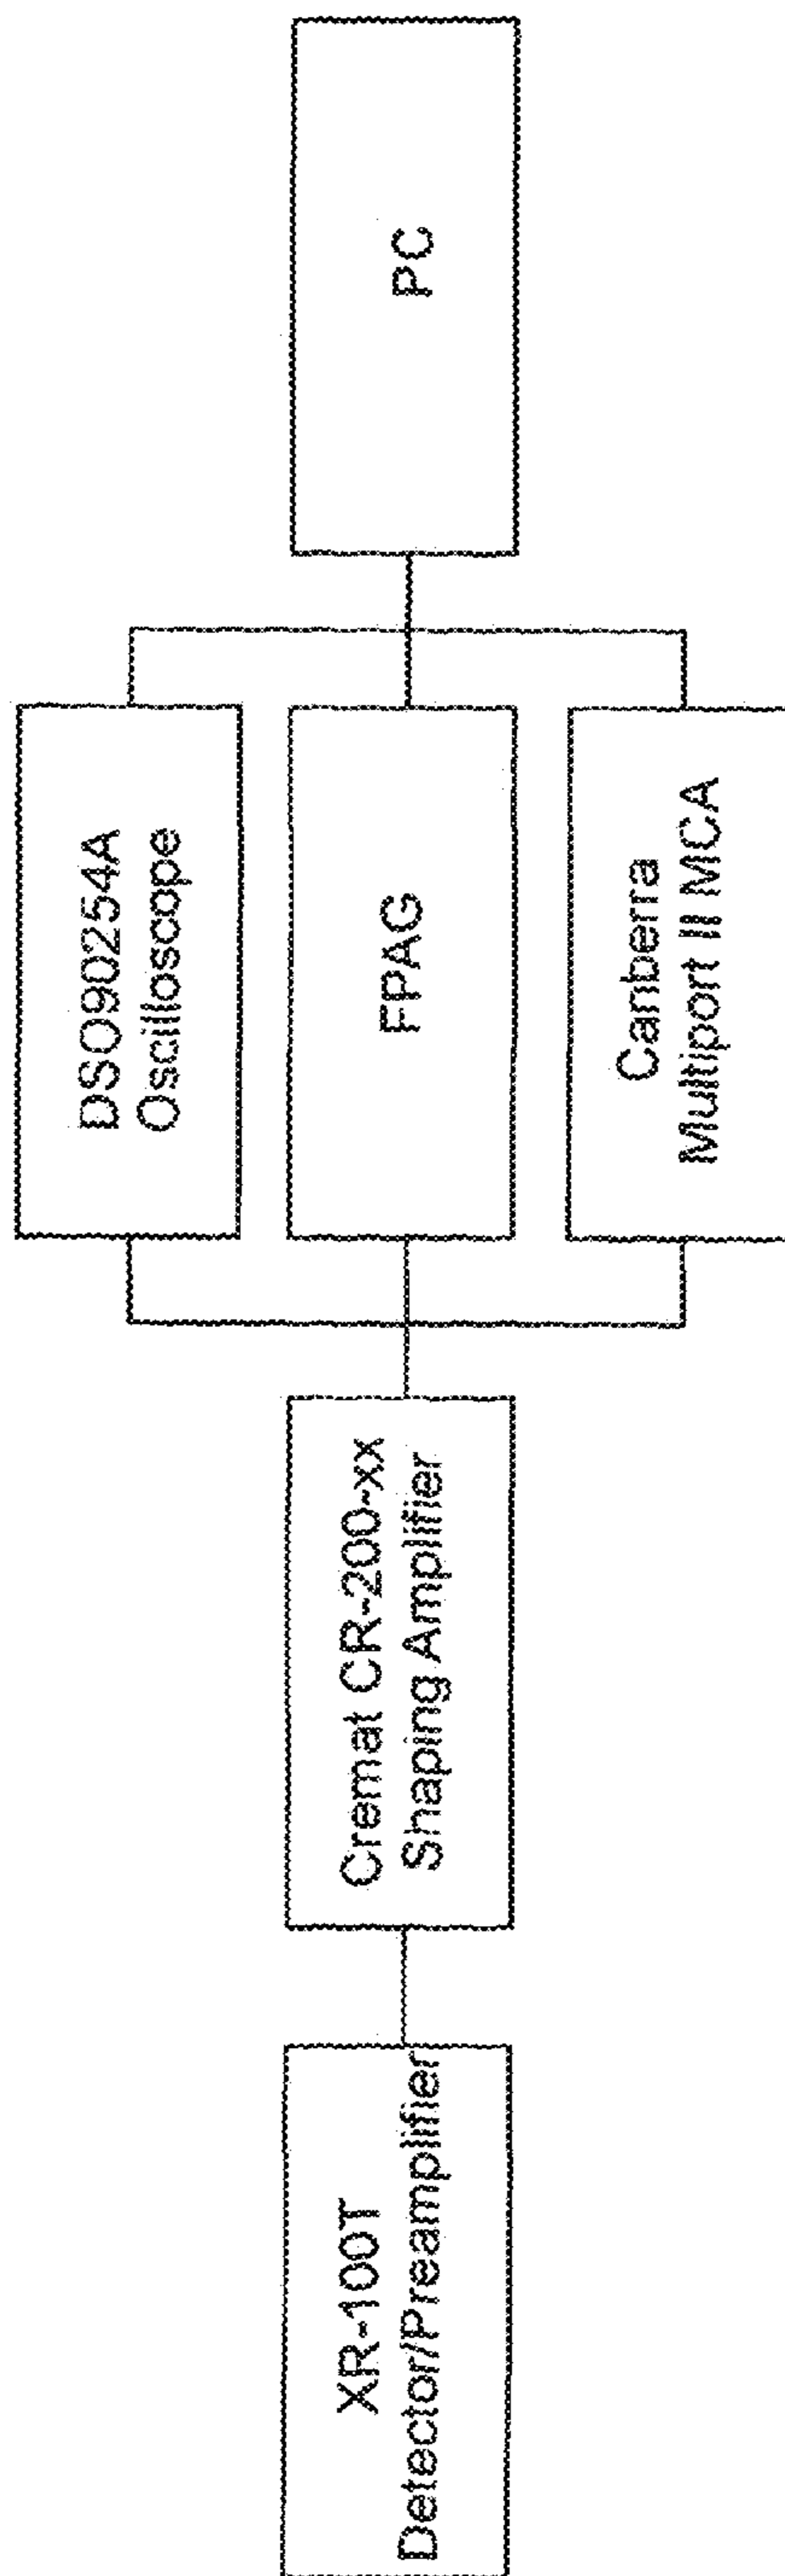 XR-100T
Detector/Preamplifier
Cremat CR-200-xx
Shaping Amplifier
DSO90254A
Oscilloscope
FPAG
Canberra
Multiport II MCA
PC